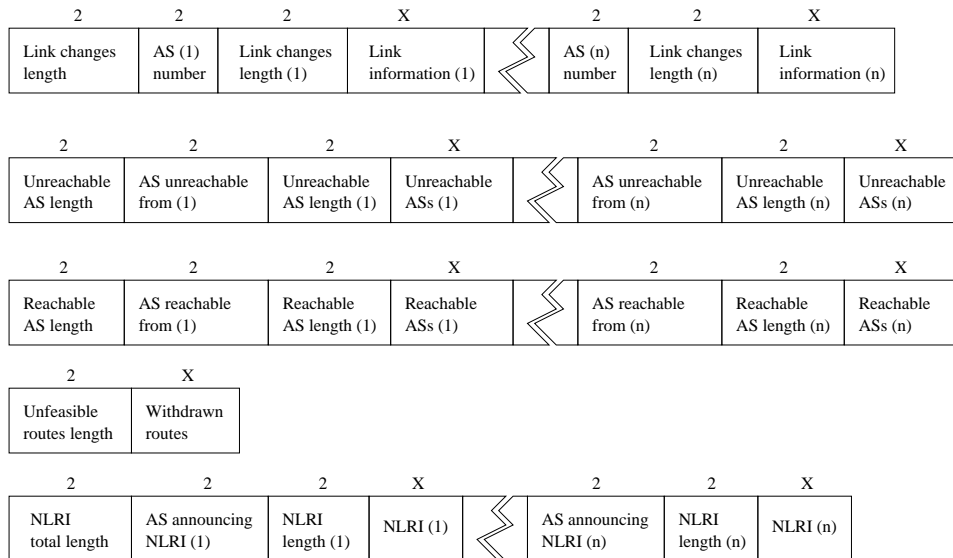 2 2 2 X 2 2 X
Link changes length AS (1) number Link changes length (1) Link information (1) AS (n) number Link changes length (n) Link information (n)
2 2 2 X 2 2 X
Unreachable AS length AS unreachable from (1) Unreachable AS length (1) Unreachable ASs (1) AS unreachable from (n) Unreachable AS length (n) Unreachable ASs (n)
2 2 2 X 2 2 X
Reachable AS length AS reachable from (1) Reachable AS length (1) Reachable ASs (1) AS reachable from (n) Reachable AS length (n) Reachable ASs (n)
2 X
Unfeasible routes length Withdrawn routes
2 2 2 X 2 2 X
NLRI total length AS announcing NLRI (1) NLRI length (1) NLRI (1) AS announcing NLRI (n) NLRI length (n) NLRI (n)